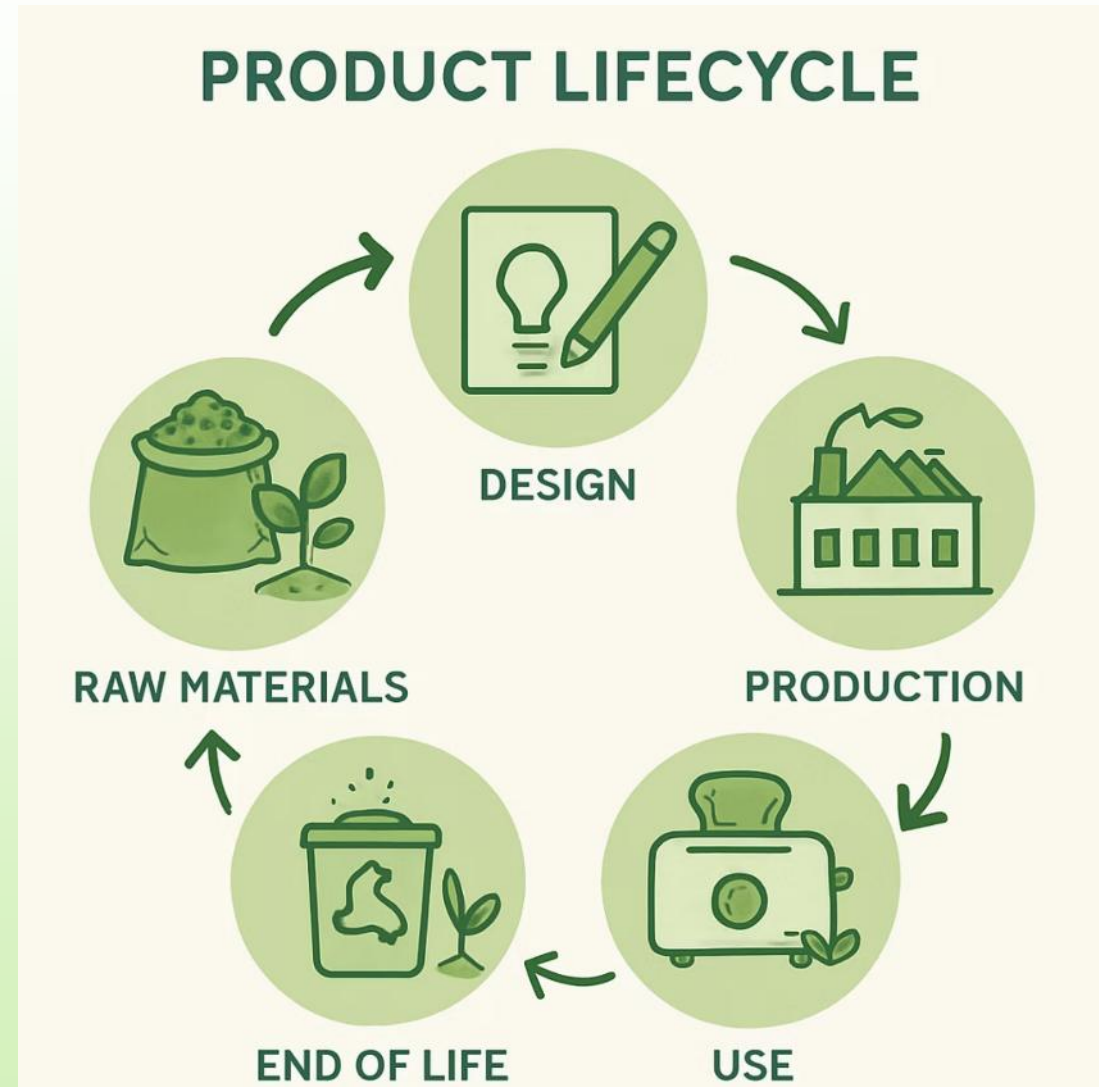 PRODUCT LIFECYCLE
DESIGN
RAW MATERIALS
PRODUCTION
END OF LIFE
USE